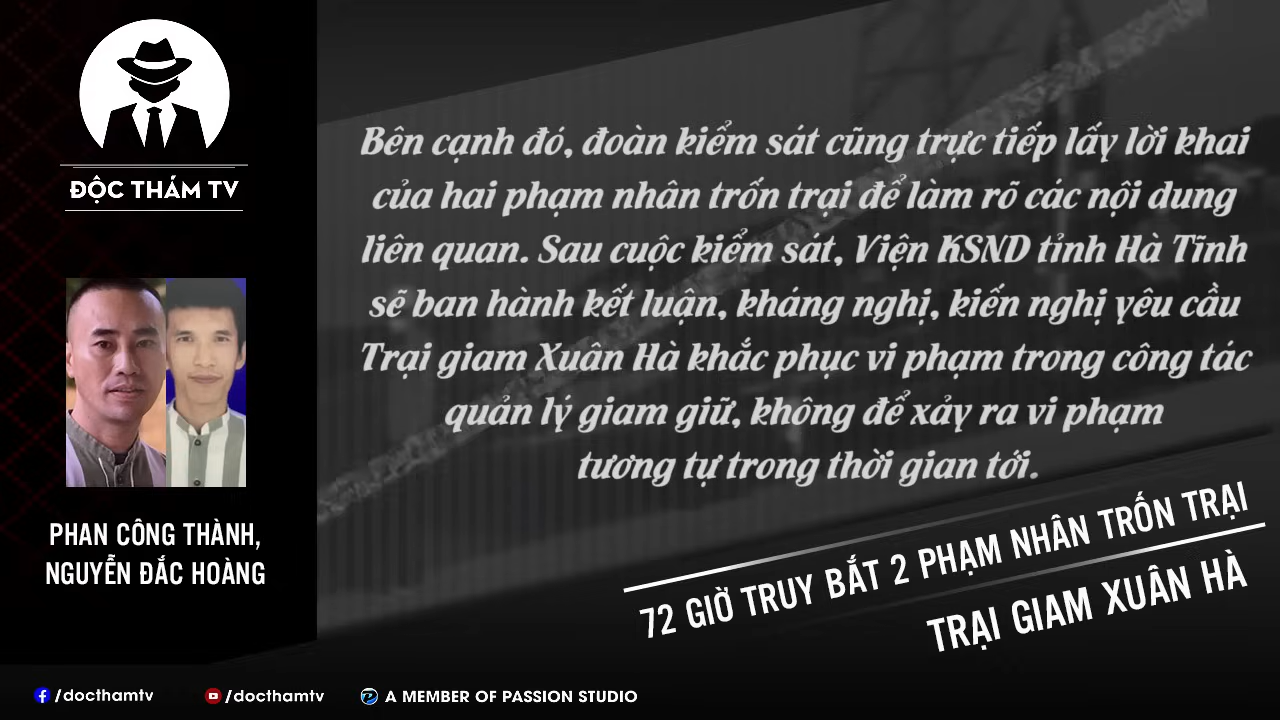 ĐỘC THÁM TV
PHAN CÔNG THÀNH,
NGUYỄN ĐẮC HOÀNG
Bên cạnh đó, đoàn kiểm sát cũng trực tiếp lấy lời khai
của hai phạm nhân trốn trại để làm rõ các nội dung
liên quan. Sau cuộc kiểm sát, Viện KSND tỉnh Hà Tĩnh
sẽ ban hành kết luận, kháng nghị, kiến nghị yêu cầu
Trại giam Xuân Hà khắc phục vi phạm trong công tác
quản lý giam giữ, không để xảy ra vi phạm
tương tự trong thời gian tới.
72 GIỜ TRUY BẮT 2 PHẠM NHÂN TRỐN TRẠI
TRẠI GIAM XUÂN HÀ
/docthamtv
/docthamtv
A MEMBER OF PASSION STUDIO